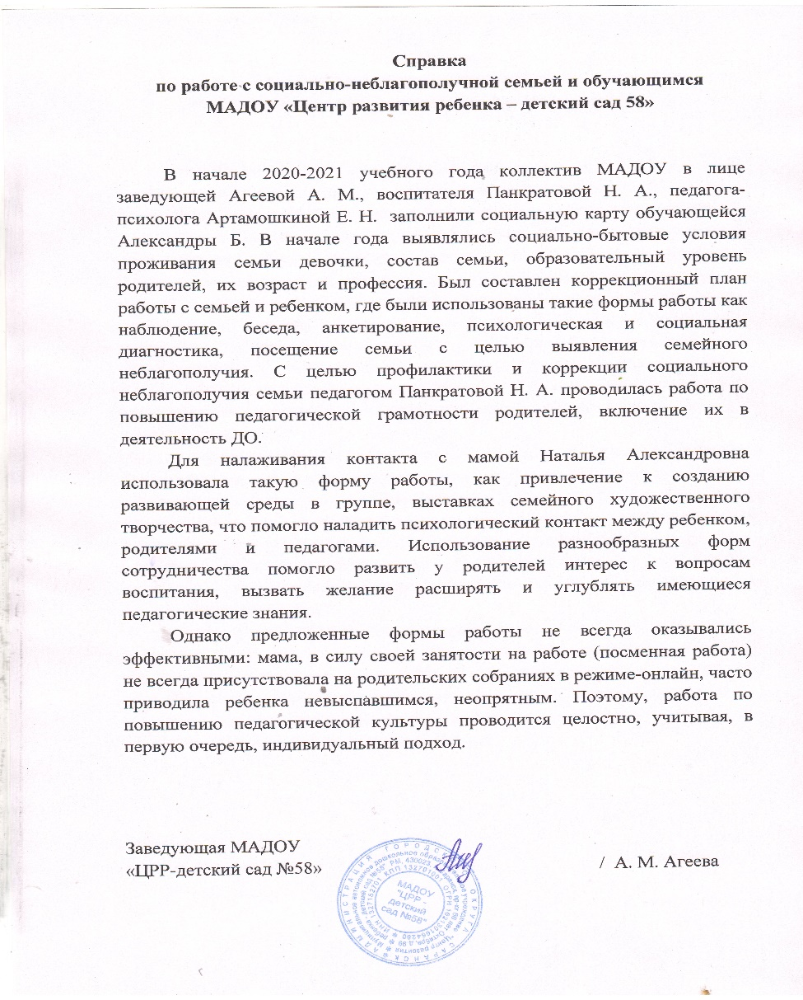 Справка
по работе с социально-неблагополучной семьей и обучающимся
МАДОУ «Центр развития ребенка – детский сад 58»
В начале 2020-2021 учебного года коллектив МАДОУ в лице
заведующей Агеевой А. М., воспитателя Панкратовой Н. А., педагога-
психолога Артамошкиной Е. Н. заполнили социальную карту обучающейся
Александры Б. В начале года выявлялись социально-бытовые условия
проживания семьи девочки, состав семьи, образовательный уровень
родителей, их возраст и профессия. Был составлен коррекционный план
работы с семьей и ребенком, где были использованы такие формы работы как
наблюдение, беседа, анкетирование, психологическая и социальная
диагностика, посещение семьи с целью выявления семейного
неблагополучия. С целью профилактики и коррекции социального
неблагополучия семьи педагогом Панкратовой Н. А. проводилась работа по
повышению педагогической грамотности родителей, включение их в
деятельность ДО.
Для налаживания контакта с мамой Наталья Александровна
использовала такую форму работы, как привлечение к созданию
развивающей среды в группе, выставках семейного художественного
творчества, что помогло наладить психологический контакт между ребенком,
родителями и педагогами. Использование разнообразных форм
сотрудничества помогло развить у родителей интерес к вопросам
воспитания, вызвать желание расширять и углублять имеющиеся
педагогические знания.
Однако предложенные формы работы не всегда оказывались
эффективными: мама, в силу своей занятости на работе (посменная работа)
не всегда присутствовала на родительских собраниях в режиме-онлайн, часто
приводила ребенка невыспавшимся, неопрятным. Поэтому, работа по
повышению педагогической культуры проводится целостно, учитывая, в
первую очередь, индивидуальный подход.
Заведующая МАДОУ
«ЦРР-детский сад №58»
/ А. М. Агеева
МАДОУ
"ЦРР -
детский
сад №58"